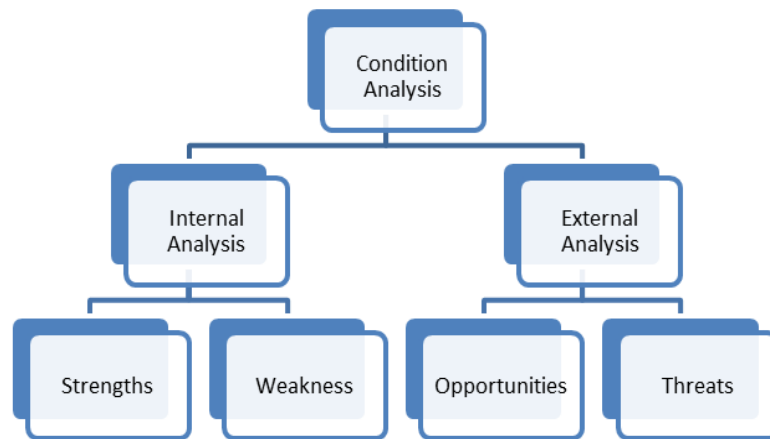 Condition
Analysis
Internal
Analysis
External
Analysis
Strengths
Weakness
Opportunities
Threats